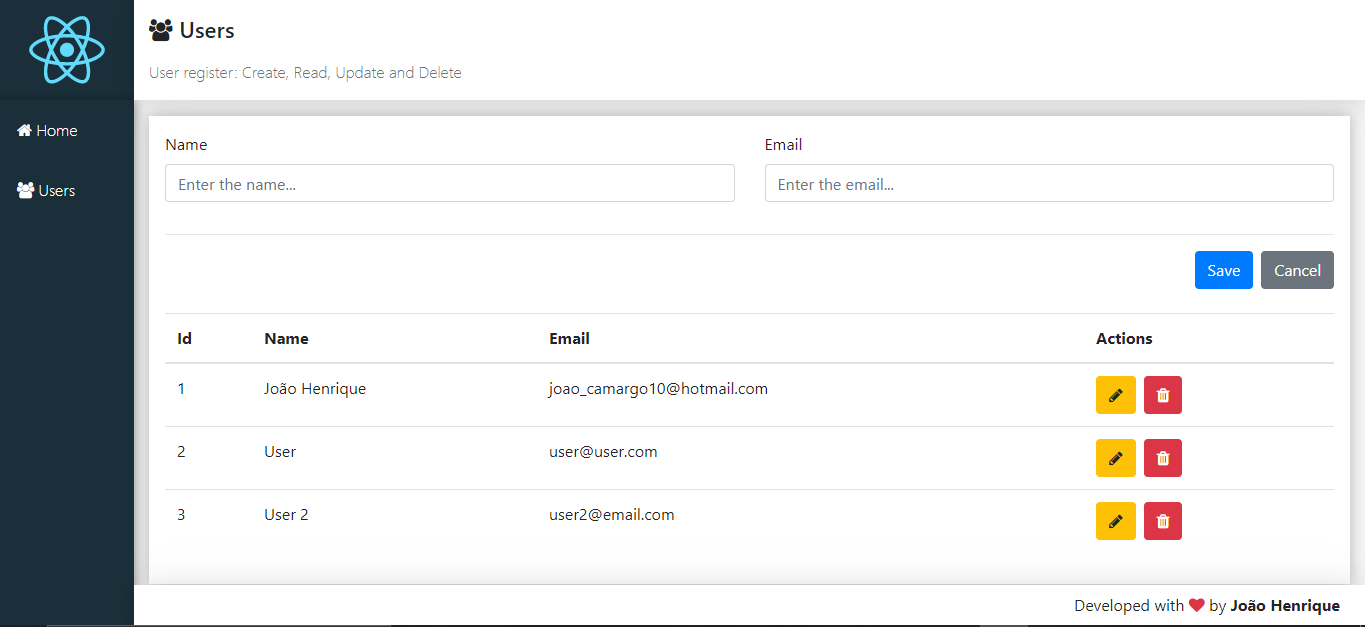 Users
User register: Create, Read, Update and Delete
Home
Users
Name Email
Enter the name... Enter the email...
Save Cancel
Id Name Email Actions
1 João Henrique joao_camargo10@hotmail.com
2 User user@user.com
3 User 2 user2@email.com
Developed with by João Henrique